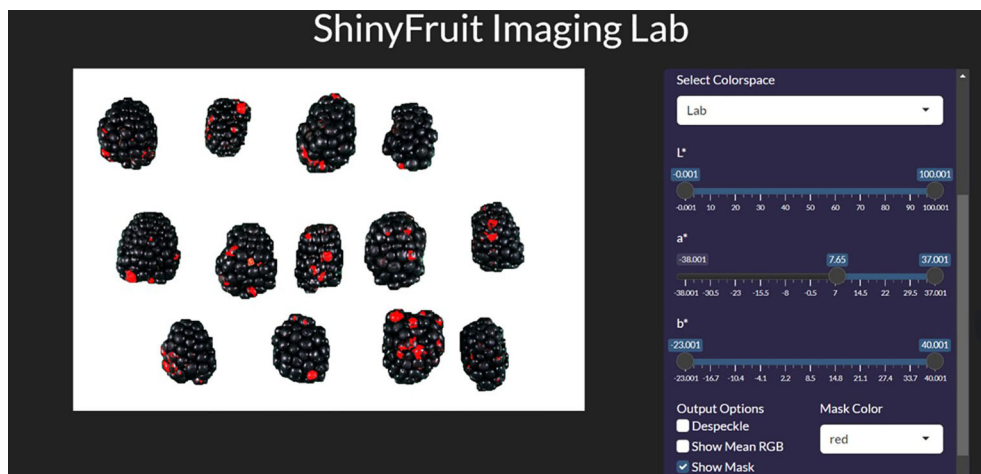 ShinyFruit Imaging Lab
Select Colorspace
Lab
L*
-0.001 100.001
-0.001 10 20 30 40 50 60 70 80 90 100.001
a*
-38.001 7.65 37.001
-38.001 -30.5 -23 -15.5 -8 -0.5 7 14.5 22 29.5 37.001
b*
-23.001 40.001
-23.001 -16.7 -10.4 -4.1 2.2 8.5 14.8 21.1 27.4 33.7 40.001
Output Options Mask Color
Despeckle
Show Mean RGB red
Show Mask